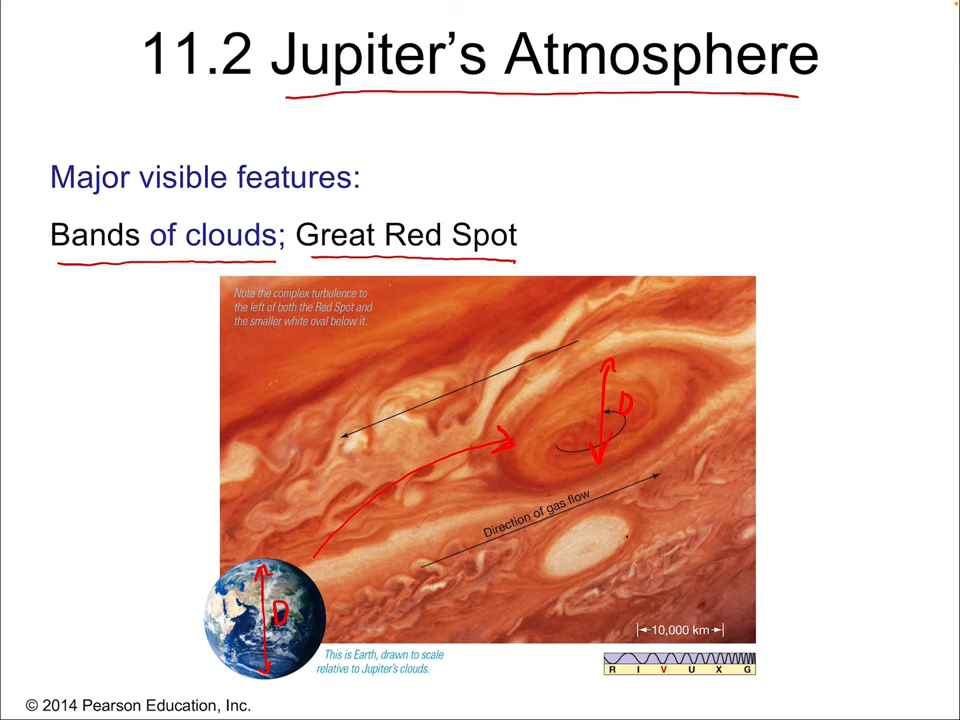 11.2 Jupiter’s Atmosphere
Major visible features:
Bands of clouds; Great Red Spot
Note the complex turbulence to
the left of both the Red Spot and
the smaller white oval below it.
D
Direction of gas flow
D
10,000 km
This is Earth, drawn to scale
relative to Jupiter’s clouds.
R I V U X G
© 2014 Pearson Education, Inc.